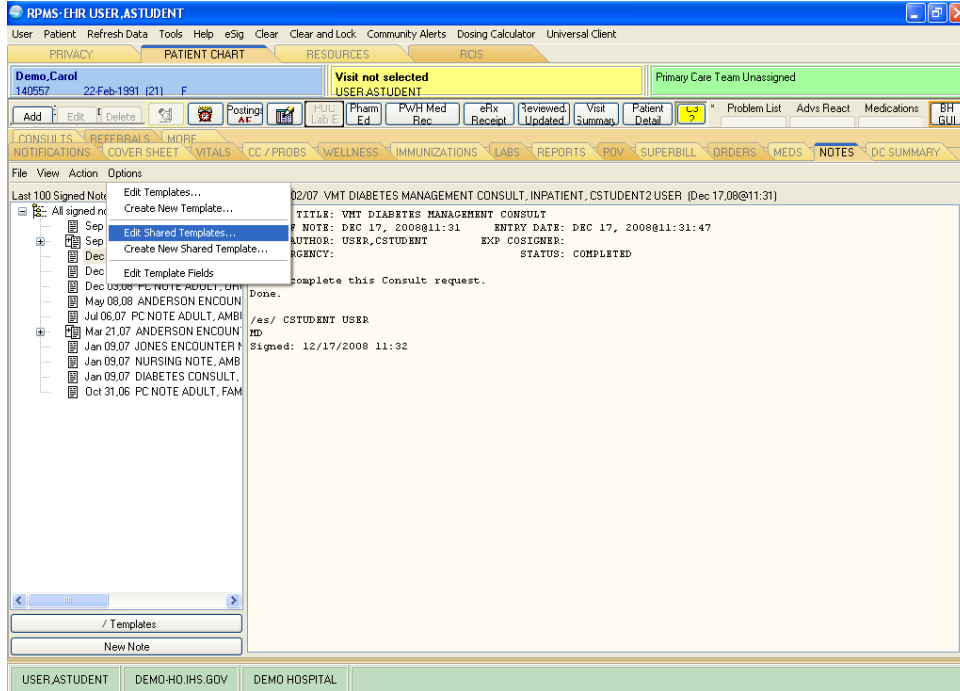 RPMS-EHR USER,ASTUDENT
User Patient Refresh Data Tools Help eSig Clear Clear and Lock Community Alerts Dosing Calculator Universal Client
PRIVACY PATIENT CHART RESOURCES RCIS
Demo,Carol Visit not selected Primary Care Team Unassigned
140557 22-Feb-1991 (21) F USER,ASTUDENT
Add Edit Delete Postings Pharm Ed PWH Med Rec eRx Receipt Reviewed/ Updated Visit Summary Patient Detail Problem List Advs React Medications BH GUI
CONSULTS REFERRALS MORE
NOTIFICATIONS COVER SHEET VITALS CC / PROBS WELLNESS IMMUNIZATIONS LABS REPORTS POV SUPERBILL ORDERS MEDS NOTES DC SUMMARY
File View Action Options
Last 100 Signed Note 02/07 VMT DIABETES MANAGEMENT CONSULT, INPATIENT, CSTUDENT2 USER (Dec 17,08@11:31)
Edit Templates...
Create New Template...
Edit Shared Templates...
Create New Shared Template...
Edit Template Fields
All signed no
Sep
Sep
Dec
Dec
Dec 03,08 PC NOTE ADULT, URI
May 08,08 ANDERSON ENCOUN
Jul 06,07 PC NOTE ADULT, AMBI
Mar 21,07 ANDERSON ENCOUN
Jan 09,07 JONES ENCOUNTER
Jan 09,07 NURSING NOTE, AMB
Jan 09,07 DIABETES CONSULT,
Oct 31,06 PC NOTE ADULT, FAM
TITLE: VMT DIABETES MANAGEMENT CONSULT
NOTE: DEC 17, 2008@11:31 ENTRY DATE: DEC 17, 2008@11:31:47
AUTHOR: USER,CSTUDENT EXP COSIGNER:
RGENCY: STATUS: COMPLETED
complete this Consult request.
Done.
/es/ CSTUDENT USER
MD
Signed: 12/17/2008 11:32
/ Templates
New Note
USER,ASTUDENT DEMO-HO.IHS.GOV DEMO HOSPITAL